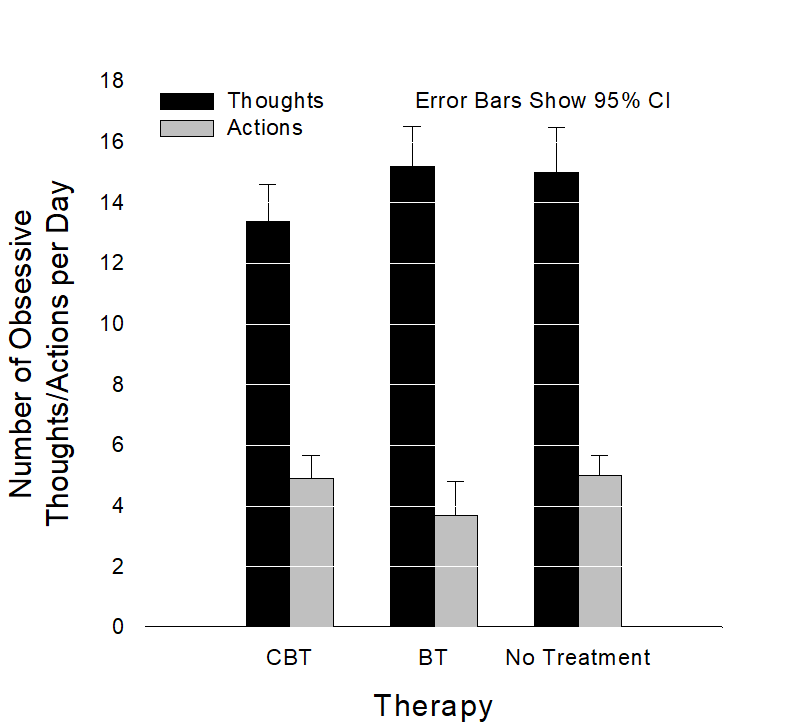 18
Thoughts
Error Bars Show 95% CI
Actions
16
14
12
10
8
6
4
2
0
Number of Obsessive
Thoughts/Actions per Day
CBT
BT
No Treatment
Therapy